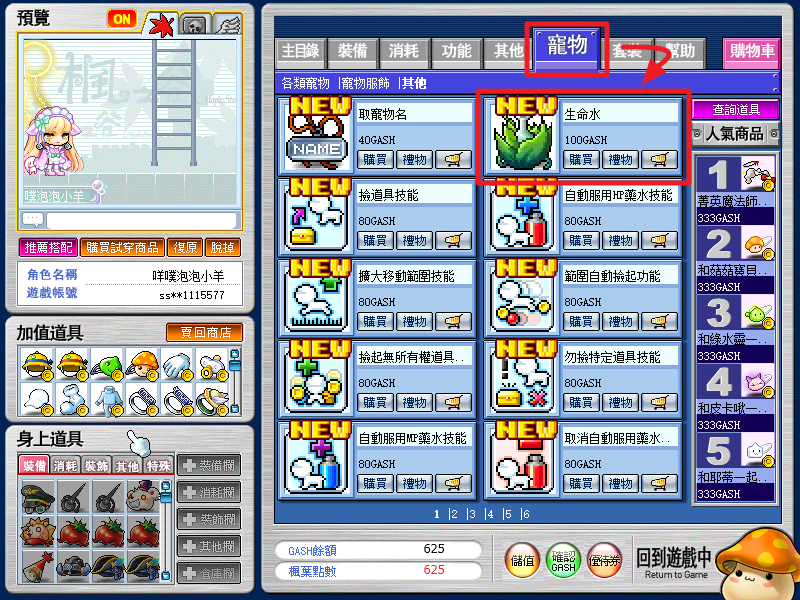 預覽
ON
噗泡泡小羊
推薦搭配
購買試穿商品
復原
脫掉
角色名稱 咩噗泡泡小羊
遊戲帳號 ss**1115577
加值道具
賣回商店
身上道具
裝備 消耗 裝飾 其他 特殊
裝備欄
消耗欄
裝飾欄
其他欄
倉庫欄
主目錄 裝備 消耗 功能 其他 寵物 套裝 幫助 購物車
各類寵物 |寵物服飾 |其他
NEW
NAME
取寵物名
40GASH
購買 禮物
NEW
生命水
100GASH
購買 禮物
NEW
撿道具技能
80GASH
購買 禮物
NEW
自動服用HP藥水技能
80GASH
購買 禮物
NEW
擴大移動範圍技能
80GASH
購買 禮物
NEW
範圍自動撿起功能
80GASH
購買 禮物
NEW
撿起無所有權道具..
80GASH
購買 禮物
NEW
勿撿特定道具技能
80GASH
購買 禮物
NEW
自動服用MP藥水技能
80GASH
購買 禮物
NEW
取消自動服用藥水..
80GASH
購買 禮物
1 |2 |3 |4 |5 |6
查詢道具
人氣商品
1
菁英魔法師..
333GASH
2
和菇菇寶貝..
333GASH
3
和綠水靈一..
333GASH
4
和皮卡啾一..
333GASH
5
和耶蒂一起..
333GASH
GASH餘額 625
楓葉點數 625
儲值
確認
GASH
優待券
回到遊戲中
Return to Game